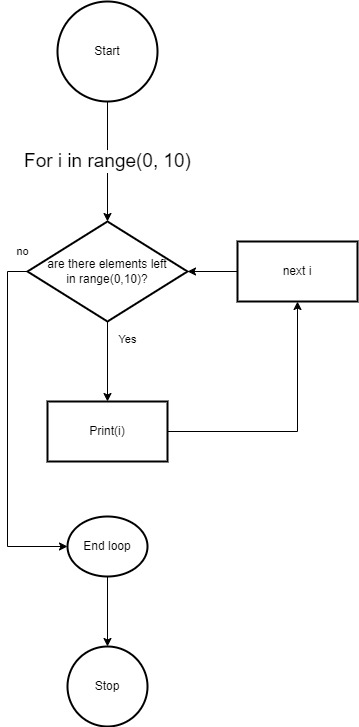 Start
For i in range(0, 10)
no
are there elements left
in range(0,10)?
next i
Yes
Print(i)
End loop
Stop